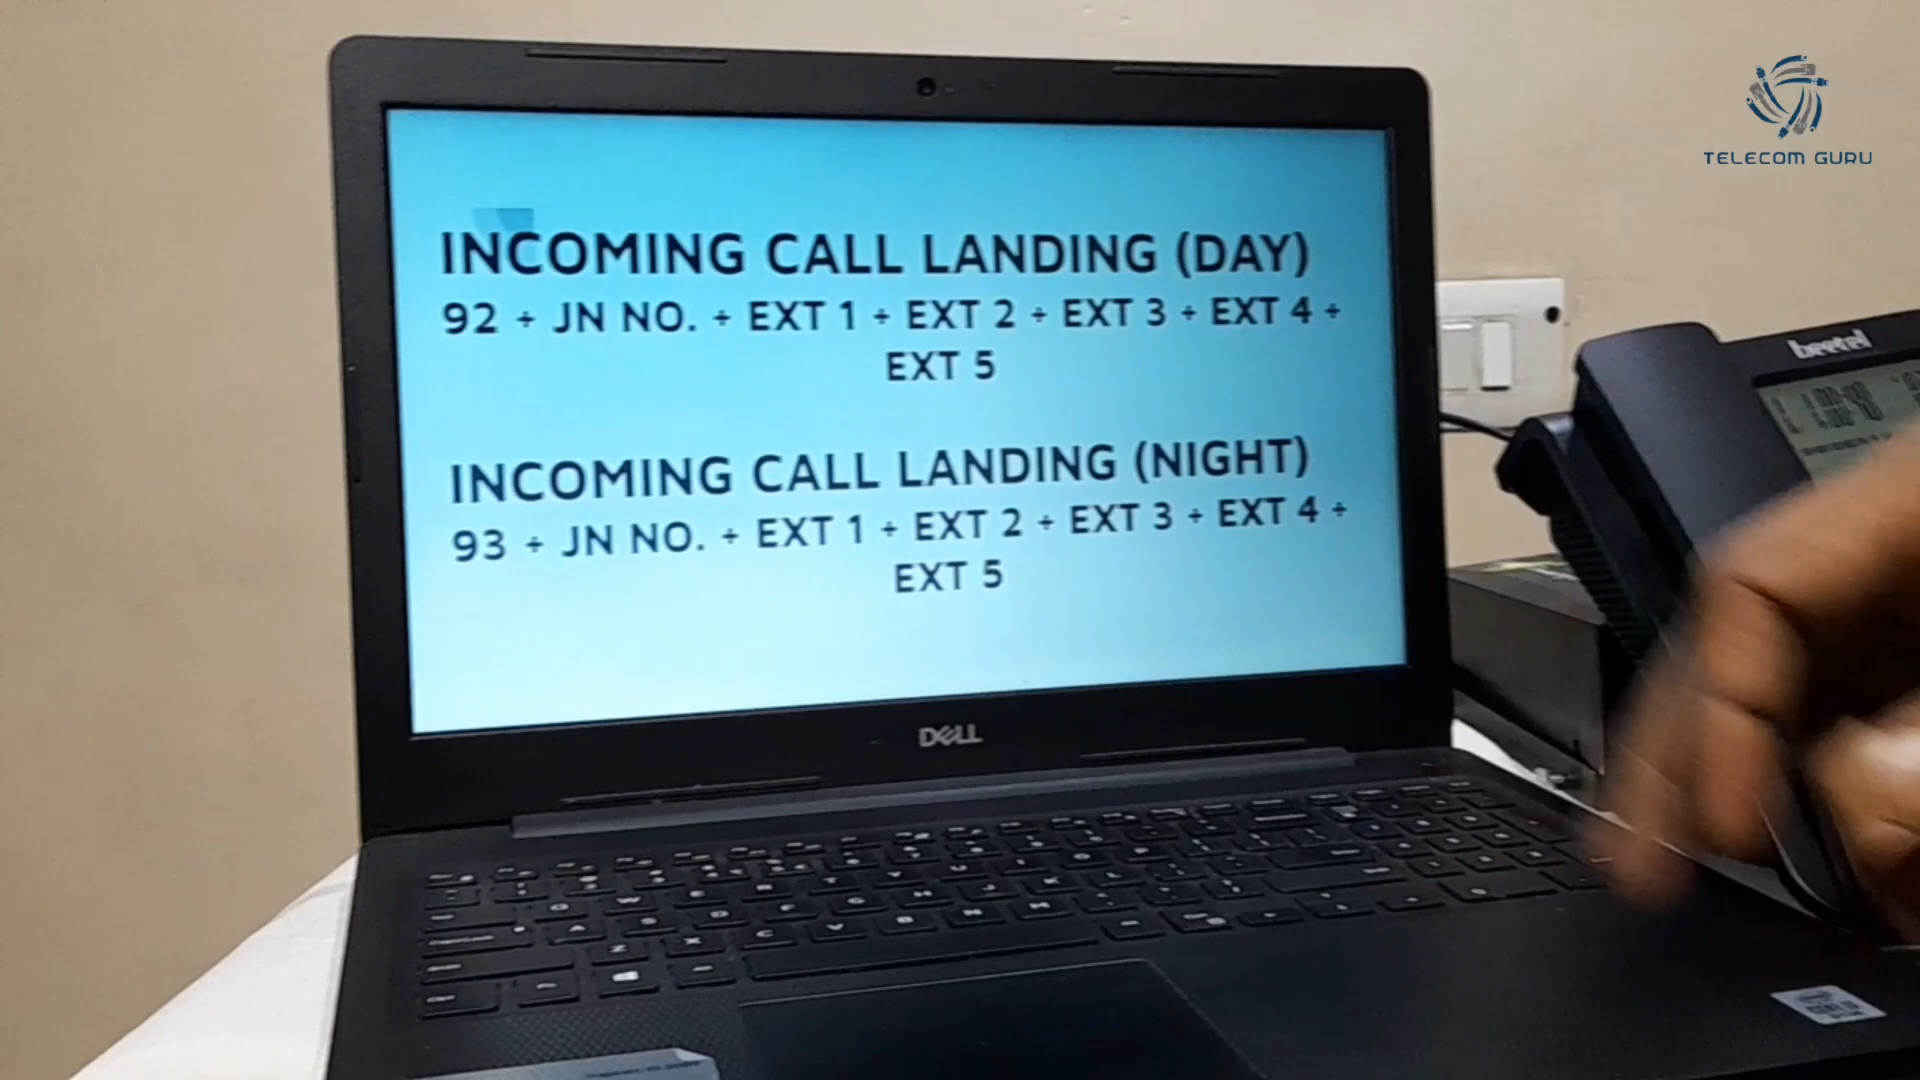 TELECOM GURU
INCOMING CALL LANDING (DAY)
92 + JN NO. + EXT 1 + EXT 2 + EXT 3 + EXT 4 +
EXT 5
INCOMING CALL LANDING (NIGHT)
93 + JN NO. + EXT 1 + EXT 2 + EXT 3 + EXT 4 +
EXT 5
beetel
DELL